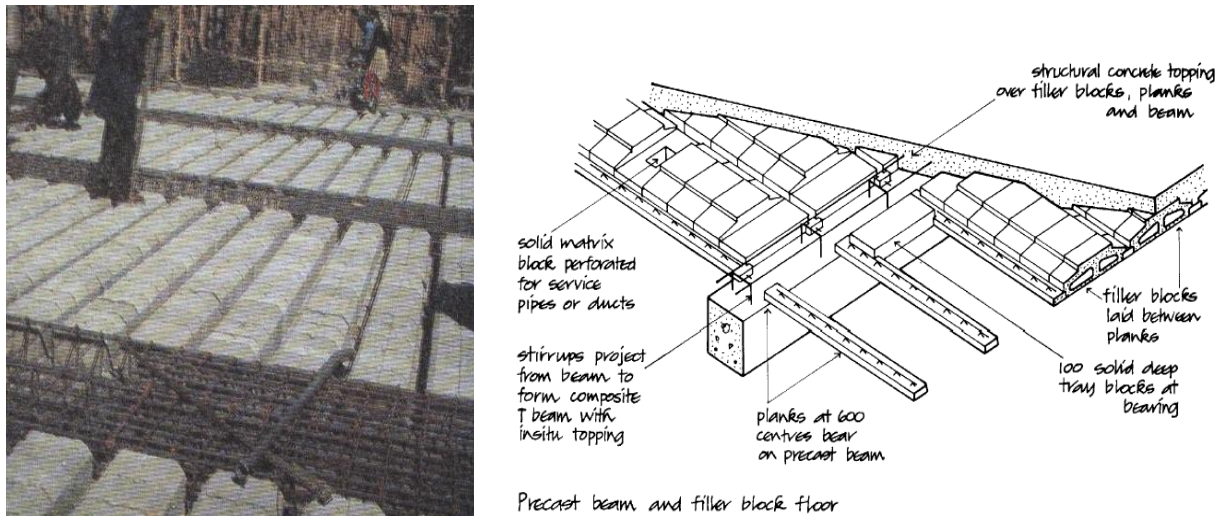 structural concrete topping
over filler blocks, planks
and beam
solid matrix
block perforated
for service
pipes or ducts
stirrups project
from beam to
form composite
T beam with
insitu topping
planks at 600
centres bear
on precast beam
100 solid deep
tray blocks at
bearing
filler blocks
laid between
planks
Precast beam and filler block floor